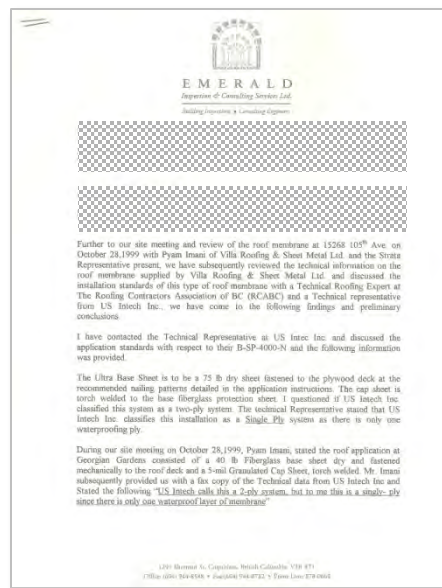 EMERALD
Inspection & Consulting Services Ltd.
Building Inspectors Consulting Engineers
Further to our site meeting and review of the roof membrane at 15268 105th Ave. on
October 28,1999 with Pyam Imani of Villa Roofing & Sheet Metal Ltd. and the Strata
Representative present, we have subsequently reviewed the technical information on the
roof membrane supplied by Villa Roofing & Sheet Metal Ltd. and discussed the
installation standards of this type of roof membrane with a Technical Roofing Expert at
The Roofing Contractors Association of BC (RCABC) and a Technical representative
from US Intech Inc., we have come to the following findings and preliminary
conclusions.
I have contacted the Technical Representative at US Intec Inc. and discussed the
application standards with respect to their B-SP-4000-N and the following information
was provided.
The Ultra Base Sheet is to be a 75 lb dry sheet fastened to the plywood deck at the
recommended nailing patterns detailed in the application instructions. The cap sheet is
torch welded to the base fiberglass protection sheet. I questioned if US Intech Inc.
classified this system as a two-ply system. The technical Representative stated that US
Intech Inc. classifies this installation as a Single Ply system as there is only one
waterproofing ply.
During our site meeting on October 28,1999, Pyam Imani, stated the roof application at
Georgian Gardens consisted of a 40 lb Fiberglass base sheet dry and fastened
mechanically to the roof deck and a 5-mil Granulated Cap Sheet, torch welded. Mr. Imani
subsequently provided us with a fax copy of the Technical data from US Intech Inc and
Stated the following "US Intech calls this a 2-ply system, but to me this is a singly- ply
since there is only one waterproof layer of membrane"
Coquitlam, British Columbia